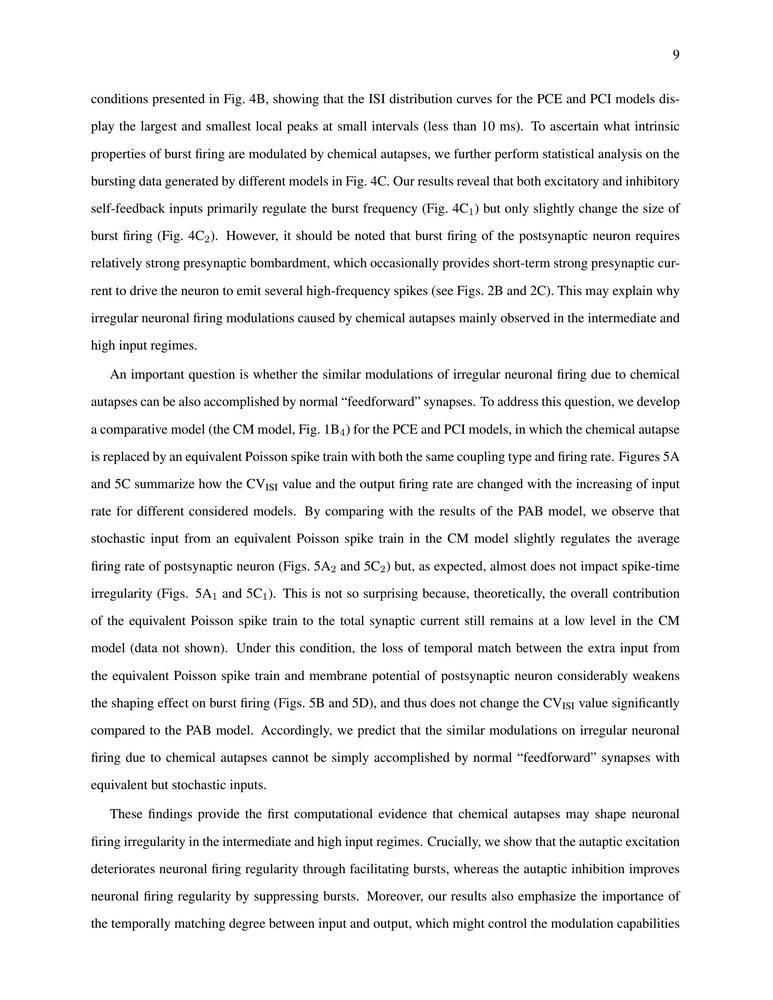 9
conditions presented in Fig. 4B, showing that the ISI distribution curves for the PCE and PCI models dis-
play the largest and smallest local peaks at small intervals (less than 10 ms). To ascertain what intrinsic
properties of burst firing are modulated by chemical autapses, we further perform statistical analysis on the
bursting data generated by different models in Fig. 4C. Our results reveal that both excitatory and inhibitory
self-feedback inputs primarily regulate the burst frequency (Fig. 4C₁) but only slightly change the size of
burst firing (Fig. 4C₂). However, it should be noted that burst firing of the postsynaptic neuron requires
relatively strong presynaptic bombardment, which occasionally provides short-term strong presynaptic cur-
rent to drive the neuron to emit several high-frequency spikes (see Figs. 2B and 2C). This may explain why
irregular neuronal firing modulations caused by chemical autapses mainly observed in the intermediate and
high input regimes.
An important question is whether the similar modulations of irregular neuronal firing due to chemical
autapses can be also accomplished by normal “feedforward” synapses. To address this question, we develop
a comparative model (the CM model, Fig. 1B₄) for the PCE and PCI models, in which the chemical autapse
is replaced by an equivalent Poisson spike train with both the same coupling type and firing rate. Figures 5A
and 5C summarize how the CV_ISI value and the output firing rate are changed with the increasing of input
rate for different considered models. By comparing with the results of the PAB model, we observe that
stochastic input from an equivalent Poisson spike train in the CM model slightly regulates the average
firing rate of postsynaptic neuron (Figs. 5A₂ and 5C₂) but, as expected, almost does not impact spike-time
irregularity (Figs. 5A₁ and 5C₁). This is not so surprising because, theoretically, the overall contribution
of the equivalent Poisson spike train to the total synaptic current still remains at a low level in the CM
model (data not shown). Under this condition, the loss of temporal match between the extra input from
the equivalent Poisson spike train and membrane potential of postsynaptic neuron considerably weakens
the shaping effect on burst firing (Figs. 5B and 5D), and thus does not change the CV_ISI value significantly
compared to the PAB model. Accordingly, we predict that the similar modulations on irregular neuronal
firing due to chemical autapses cannot be simply accomplished by normal “feedforward” synapses with
equivalent but stochastic inputs.
These findings provide the first computational evidence that chemical autapses may shape neuronal
firing irregularity in the intermediate and high input regimes. Crucially, we show that the autaptic excitation
deteriorates neuronal firing regularity through facilitating bursts, whereas the autaptic inhibition improves
neuronal firing regularity by suppressing bursts. Moreover, our results also emphasize the importance of
the temporally matching degree between input and output, which might control the modulation capabilities